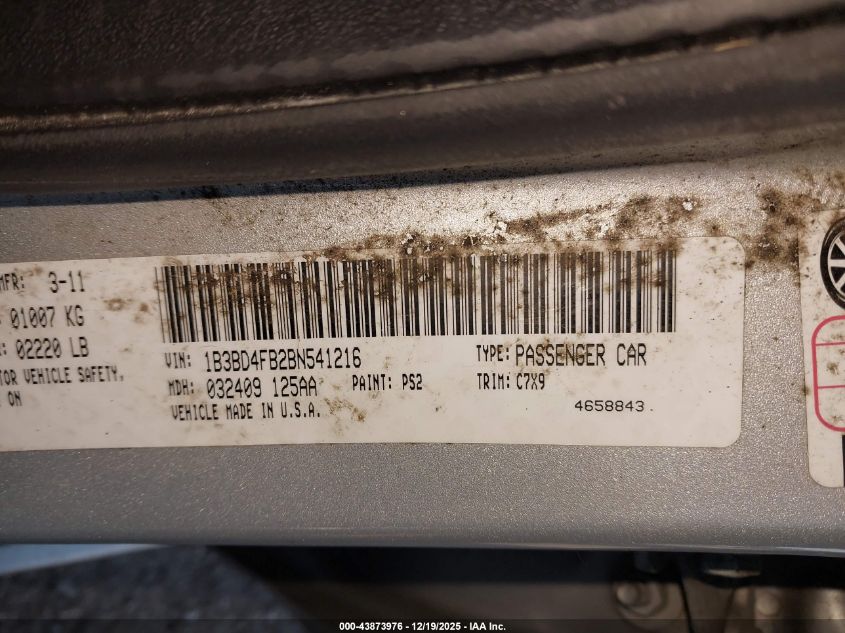 MFR: 3-11
01007 KG
02220 LB
VEHICLE SAFETY,
ON
VIN: 1B3BD4FB2BN541216
TYPE: PASSENGER CAR
MDH: 032409 125AA
PAINT: PS2
TRIM: C7X9
VEHICLE MADE IN U.S.A.
4658843
000-43873976 - 12/19/2025 - IAA Inc.